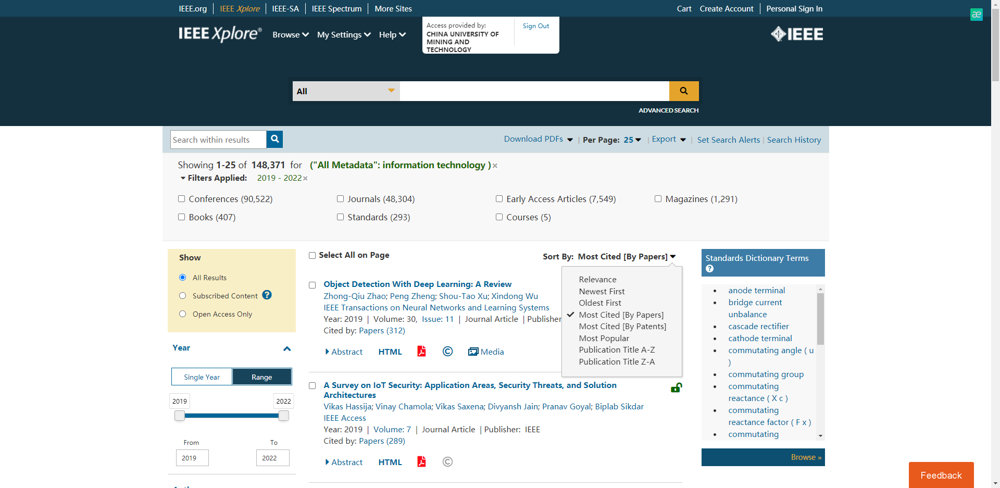 IEEE.org IEEE Xplore IEEE-SA IEEE Spectrum More Sites Cart Create Account Personal Sign In
æ
IEEE Xplore® Browse My Settings Help
Access provided by:
CHINA UNIVERSITY OF
MINING AND
TECHNOLOGY
Sign Out
IEEE
All
ADVANCED SEARCH
Search within results
Download PDFs | Per Page: 25 | Export | Set Search Alerts | Search History
Showing 1-25 of 148,371 for ("All Metadata": information technology ) ×
Filters Applied: 2019 - 2022 ×
Conferences (90,522) Journals (48,304) Early Access Articles (7,549) Magazines (1,291)
Books (407) Standards (293) Courses (5)
Show
All Results
Subscribed Content ?
Open Access Only
Year
Single Year Range
2019 2022
From To
2019 2022
Select All on Page
Sort By: Most Cited [By Papers]
Relevance
Newest First
Oldest First
Most Cited [By Papers]
Most Cited [By Patents]
Most Popular
Publication Title A-Z
Publication Title Z-A
Object Detection With Deep Learning: A Review
Zhong-Qiu Zhao; Peng Zheng; Shou-Tao Xu; Xindong Wu
IEEE Transactions on Neural Networks and Learning Systems
Year: 2019 | Volume: 30, Issue: 11 | Journal Article | Publisher
Cited by: Papers (312)
Abstract HTML © Media
A Survey on IoT Security: Application Areas, Security Threats, and Solution
Architectures
Vikas Hassija; Vinay Chamola; Vikas Saxena; Divyansh Jain; Pranav Goyal; Biplab Sikdar
IEEE Access
Year: 2019 | Volume: 7 | Journal Article | Publisher: IEEE
Cited by: Papers (289)
Abstract HTML ©
Standards Dictionary Terms
?
anode terminal
bridge current
unbalance
cascade rectifier
cathode terminal
commutating angle ( u
)
commutating group
commutating
reactance ( X c )
commutating
reactance factor ( F x )
commutating
Browse »
Feedback